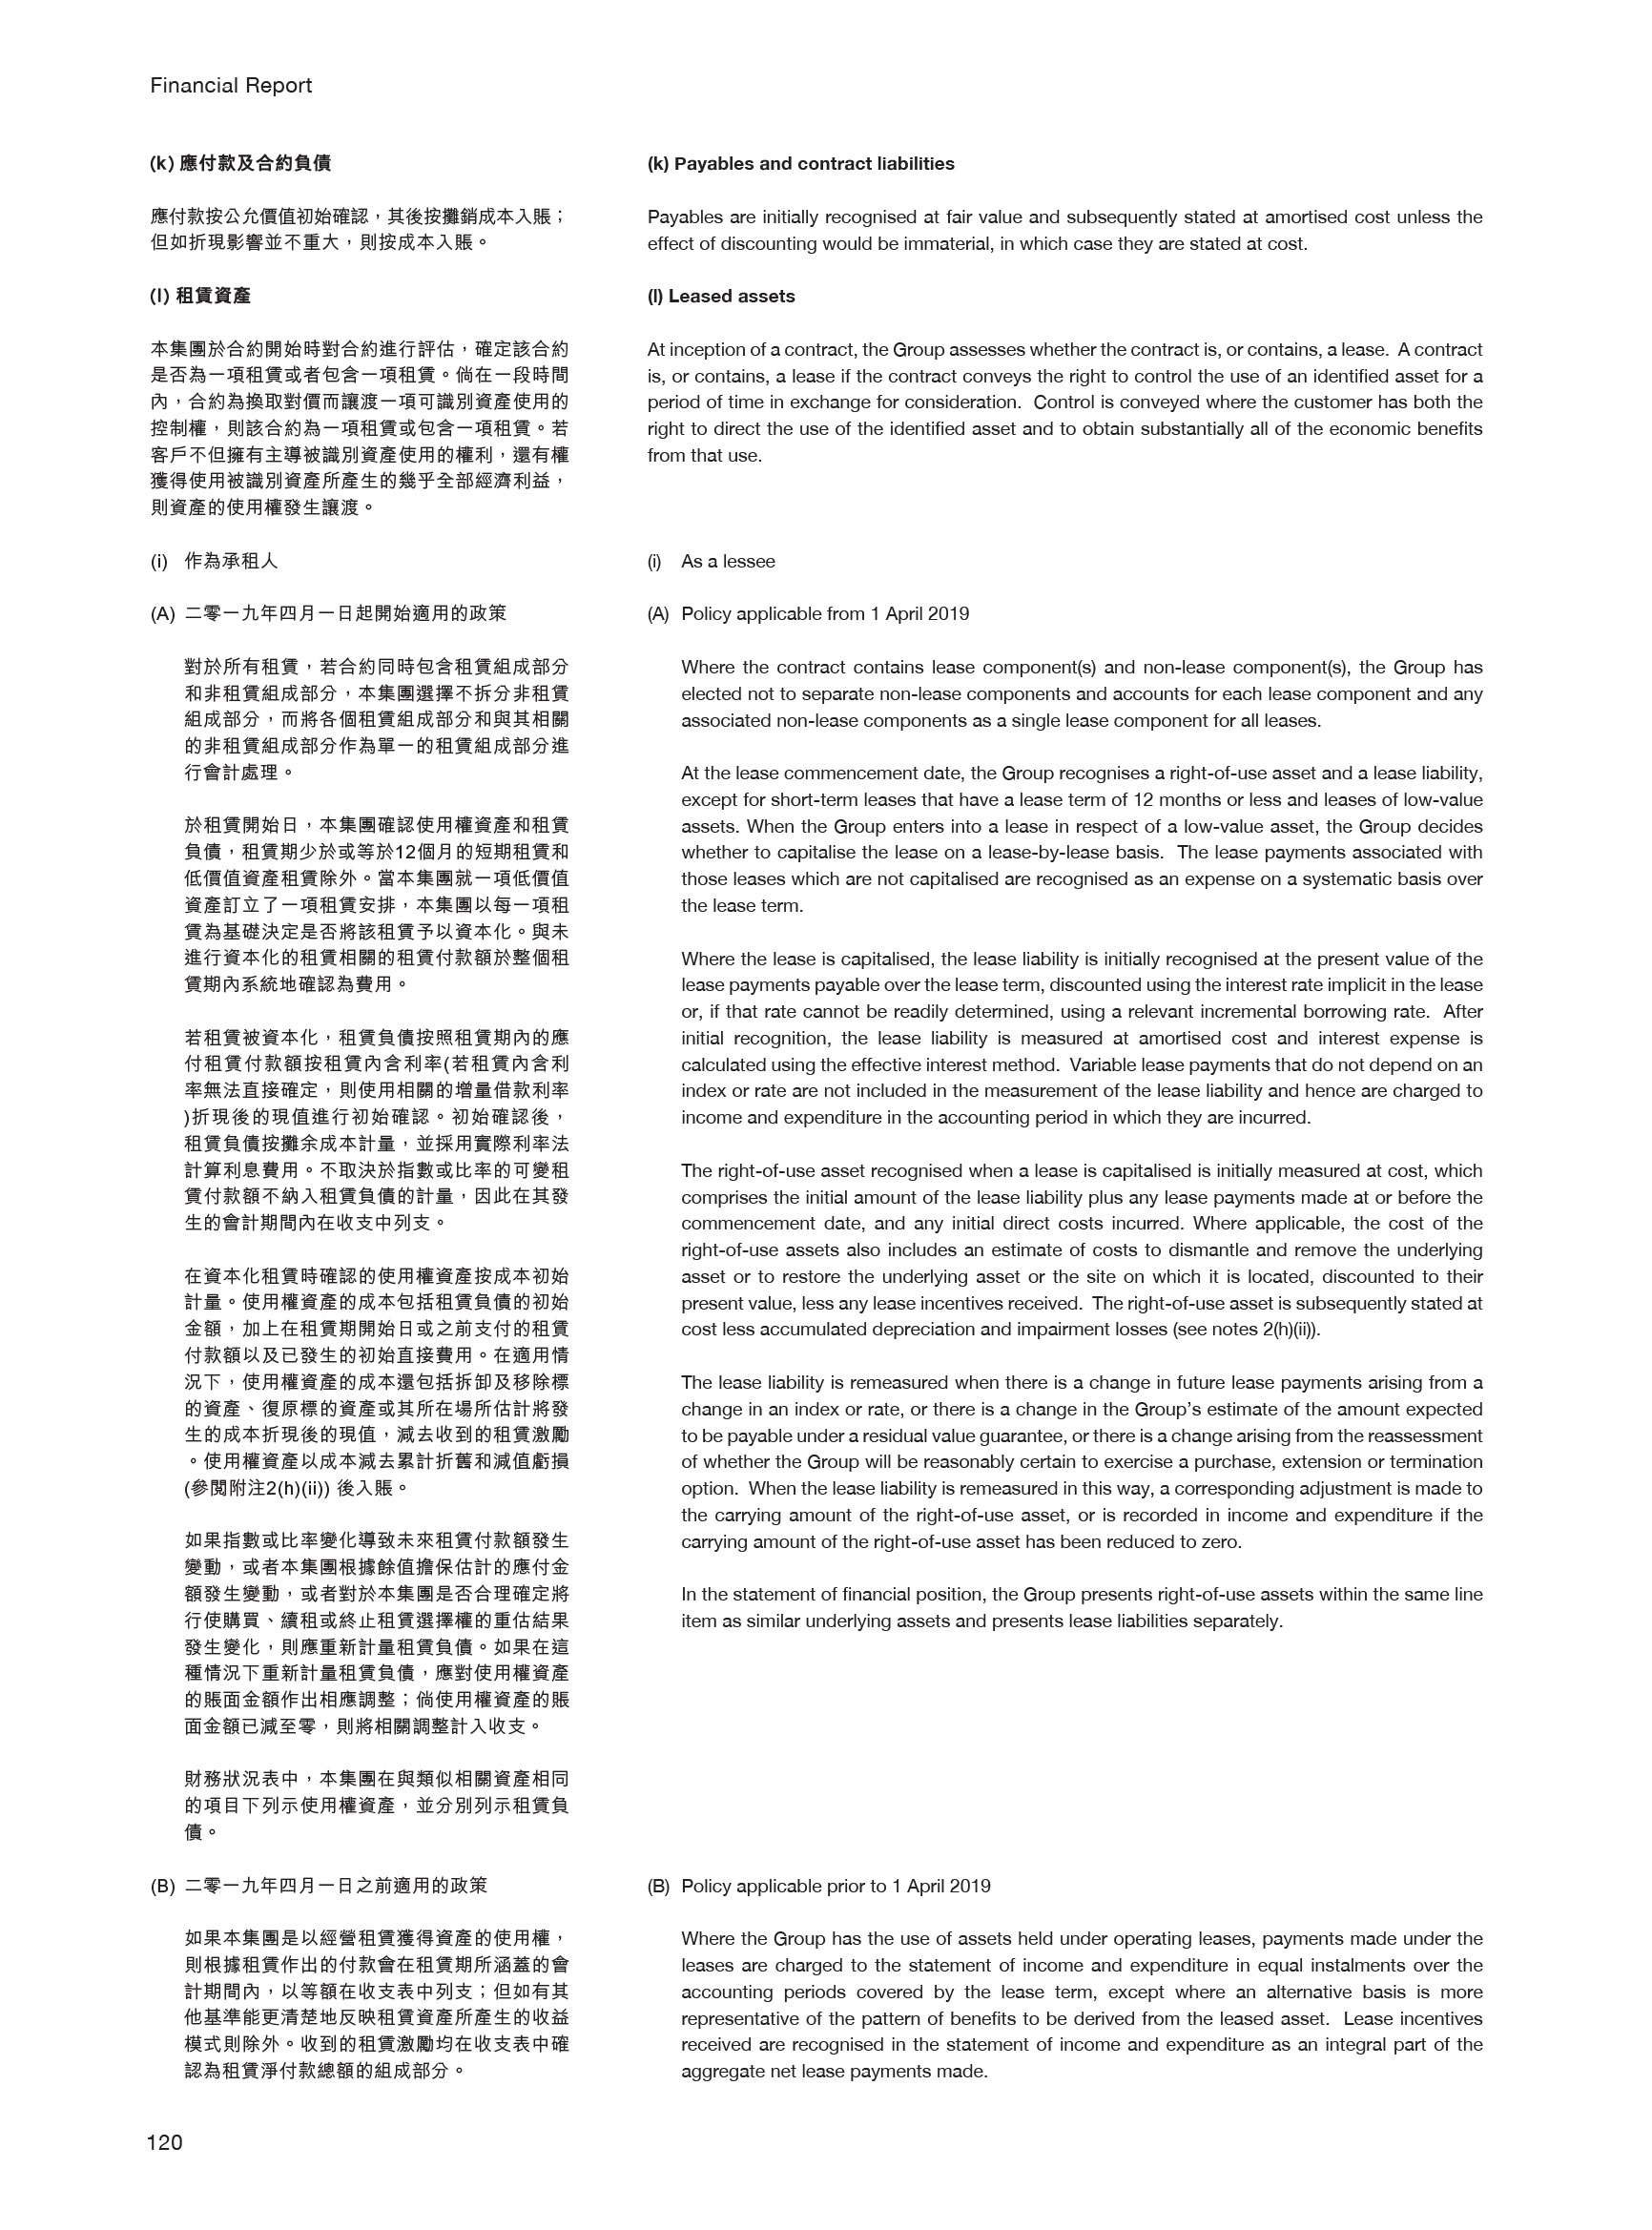 Financial Report
(k) 應付款及合約負債
應付款按公允價值初始確認，其後按攤銷成本入賬；
但如折現影響並不重大，則按成本入賬。
(l) 租賃資產
本集團於合約開始時對合約進行評估，確定該合約
是否為一項租賃或者包含一項租賃。倘在一段時間
內，合約為換取對價而讓渡一項可識別資產使用的
控制權，則該合約為一項租賃或包含一項租賃。若
客戶不但擁有主導被識別資產使用的權利，還有權
獲得使用被識別資產所產生的幾乎全部經濟利益，
則資產的使用權發生讓渡。
(i) 作為承租人
(A) 二零一九年四月一日起開始適用的政策
對於所有租賃，若合約同時包含租賃組成部分
和非租賃組成部分，本集團選擇不拆分非租賃
組成部分，而將各個租賃組成部分和與其相關
的非租賃組成部分作為單一的租賃組成部分進
行會計處理。
於租賃開始日，本集團確認使用權資產和租賃
負債，租賃期少於或等於12個月的短期租賃和
低價值資產租賃除外。當本集團就一項低價值
資產訂立了一項租賃安排，本集團以每一項租
賃為基礎決定是否將該租賃予以資本化。與未
進行資本化的租賃相關的租賃付款額於整個租
賃期內系統地確認為費用。
若租賃被資本化，租賃負債按照租賃期內的應
付租賃付款額按租賃內含利率(若租賃內含利
率無法直接確定，則使用相關的增量借款利率
)折現後的現值進行初始確認。初始確認後，
租賃負債按攤余成本計量，並採用實際利率法
計算利息費用。不取決於指數或比率的可變租
賃付款額不納入租賃負債的計量，因此在其發
生的會計期間內在收支中列支。
在資本化租賃時確認的使用權資產按成本初始
計量。使用權資產的成本包括租賃負債的初始
金額，加上在租賃期開始日或之前支付的租賃
付款額以及已發生的初始直接費用。在適用情
況下，使用權資產的成本還包括拆卸及移除標
的資產、復原標的資產或其所在場所估計將發
生的成本折現後的現值，減去收到的租賃激勵
。使用權資產以成本減去累計折舊和減值虧損
(參閱附注2(h)(ii)) 後入賬。
如果指數或比率變化導致未來租賃付款額發生
變動，或者本集團根據餘值擔保估計的應付金
額發生變動，或者對於本集團是否合理確定將
行使購買、續租或終止租賃選擇權的重估結果
發生變化，則應重新計量租賃負債。如果在這
種情況下重新計量租賃負債，應對使用權資產
的賬面金額作出相應調整；倘使用權資產的賬
面金額已減至零，則將相關調整計入收支。
財務狀況表中，本集團在與類似相關資產相同
的項目下列示使用權資產，並分別列示租賃負
債。
(B) 二零一九年四月一日之前適用的政策
如果本集團是以經營租賃獲得資產的使用權，
則根據租賃作出的付款會在租賃期所涵蓋的會
計期間內，以等額在收支表中列支；但如有其
他基準能更清楚地反映租賃資產所產生的收益
模式則除外。收到的租賃激勵均在收支表中確
認為租賃淨付款總額的組成部分。
(k) Payables and contract liabilities
Payables are initially recognised at fair value and subsequently stated at amortised cost unless the
effect of discounting would be immaterial, in which case they are stated at cost.
(l) Leased assets
At inception of a contract, the Group assesses whether the contract is, or contains, a lease. A contract
is, or contains, a lease if the contract conveys the right to control the use of an identified asset for a
period of time in exchange for consideration. Control is conveyed where the customer has both the
right to direct the use of the identified asset and to obtain substantially all of the economic benefits
from that use.
(i) As a lessee
(A) Policy applicable from 1 April 2019
Where the contract contains lease component(s) and non-lease component(s), the Group has
elected not to separate non-lease components and accounts for each lease component and any
associated non-lease components as a single lease component for all leases.
At the lease commencement date, the Group recognises a right-of-use asset and a lease liability,
except for short-term leases that have a lease term of 12 months or less and leases of low-value
assets. When the Group enters into a lease in respect of a low-value asset, the Group decides
whether to capitalise the lease on a lease-by-lease basis. The lease payments associated with
those leases which are not capitalised are recognised as an expense on a systematic basis over
the lease term.
Where the lease is capitalised, the lease liability is initially recognised at the present value of the
lease payments payable over the lease term, discounted using the interest rate implicit in the lease
or, if that rate cannot be readily determined, using a relevant incremental borrowing rate. After
initial recognition, the lease liability is measured at amortised cost and interest expense is
calculated using the effective interest method. Variable lease payments that do not depend on an
index or rate are not included in the measurement of the lease liability and hence are charged to
income and expenditure in the accounting period in which they are incurred.
The right-of-use asset recognised when a lease is capitalised is initially measured at cost, which
comprises the initial amount of the lease liability plus any lease payments made at or before the
commencement date, and any initial direct costs incurred. Where applicable, the cost of the
right-of-use assets also includes an estimate of costs to dismantle and remove the underlying
asset or to restore the underlying asset or the site on which it is located, discounted to their
present value, less any lease incentives received. The right-of-use asset is subsequently stated at
cost less accumulated depreciation and impairment losses (see notes 2(h)(ii)).
The lease liability is remeasured when there is a change in future lease payments arising from a
change in an index or rate, or there is a change in the Group’s estimate of the amount expected
to be payable under a residual value guarantee, or there is a change arising from the reassessment
of whether the Group will be reasonably certain to exercise a purchase, extension or termination
option. When the lease liability is remeasured in this way, a corresponding adjustment is made to
the carrying amount of the right-of-use asset, or is recorded in income and expenditure if the
carrying amount of the right-of-use asset has been reduced to zero.
In the statement of financial position, the Group presents right-of-use assets within the same line
item as similar underlying assets and presents lease liabilities separately.
(B) Policy applicable prior to 1 April 2019
Where the Group has the use of assets held under operating leases, payments made under the
leases are charged to the statement of income and expenditure in equal instalments over the
accounting periods covered by the lease term, except where an alternative basis is more
representative of the pattern of benefits to be derived from the leased asset. Lease incentives
received are recognised in the statement of income and expenditure as an integral part of the
aggregate net lease payments made.
120